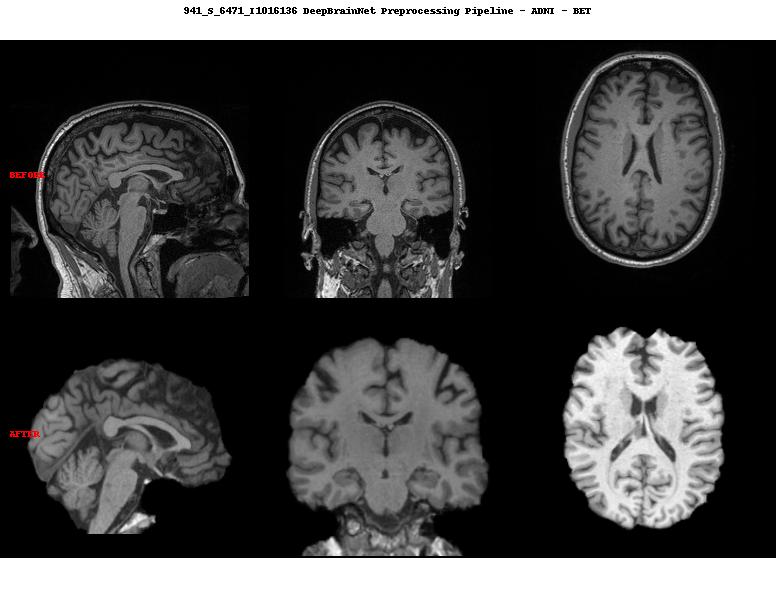 941_S_6471_I1016136 DeepBrainNet Preprocessing Pipeline - ADNI - BET
BEFORE
AFTER